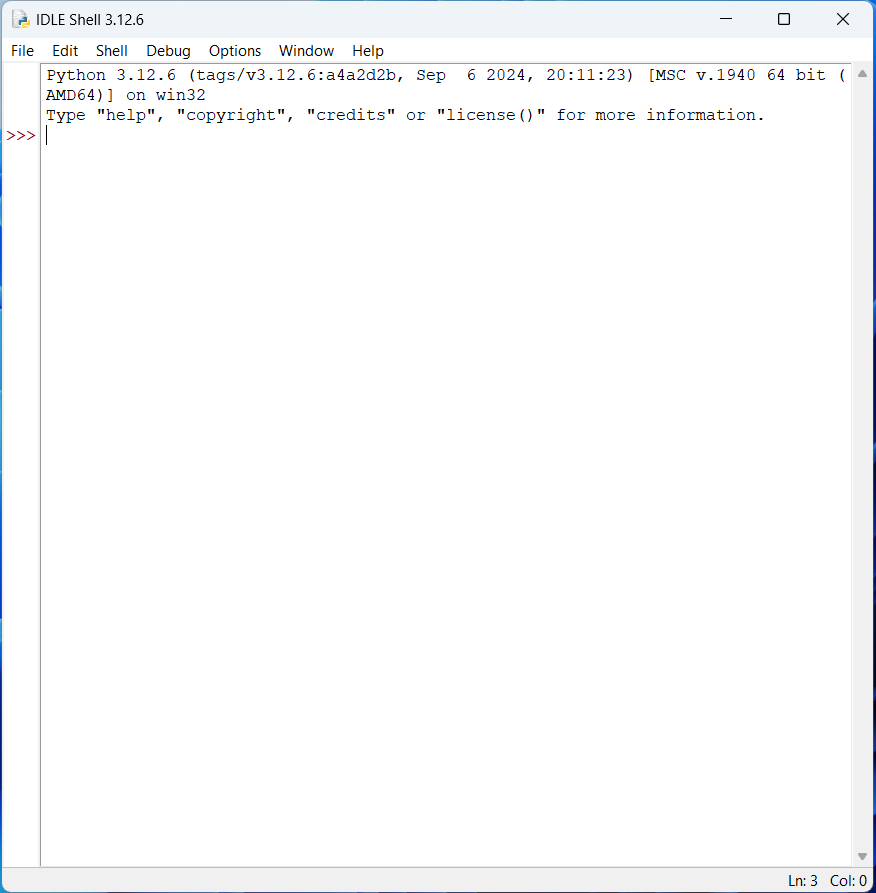 IDLE Shell 3.12.6
File Edit Shell Debug Options Window Help
Python 3.12.6 (tags/v3.12.6:a4a2d2b, Sep  6 2024, 20:11:23) [MSC v.1940 64 bit (
AMD64)] on win32
Type "help", "copyright", "credits" or "license()" for more information.
>>>
Ln: 3 Col: 0